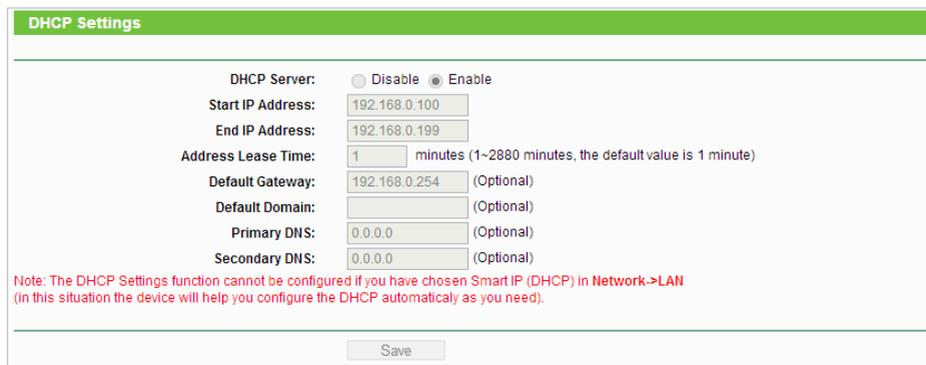 DHCP Settings
DHCP Server: Disable Enable
Start IP Address: 192.168.0.100
End IP Address: 192.168.0.199
Address Lease Time: 1 minutes (1~2880 minutes, the default value is 1 minute)
Default Gateway: 192.168.0.254 (Optional)
Default Domain: (Optional)
Primary DNS: 0.0.0.0 (Optional)
Secondary DNS: 0.0.0.0 (Optional)
Note: The DHCP Settings function cannot be configured if you have chosen Smart IP (DHCP) in Network->LAN
(in this situation the device will help you configure the DHCP automaticaly as you need).
Save